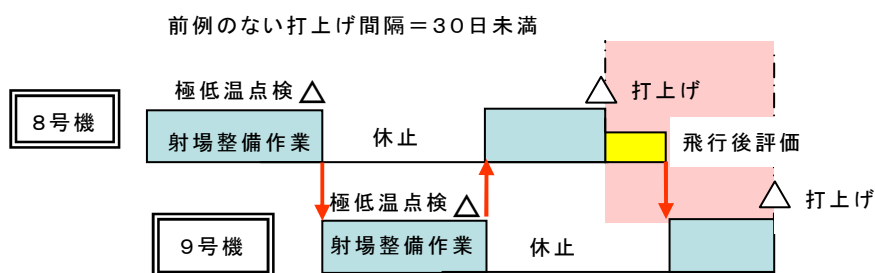 前例のない打上げ間隔＝30日未満
極低温点検
打上げ
8号機
射場整備作業
休止
飛行後評価
極低温点検
打上げ
9号機
射場整備作業
休止